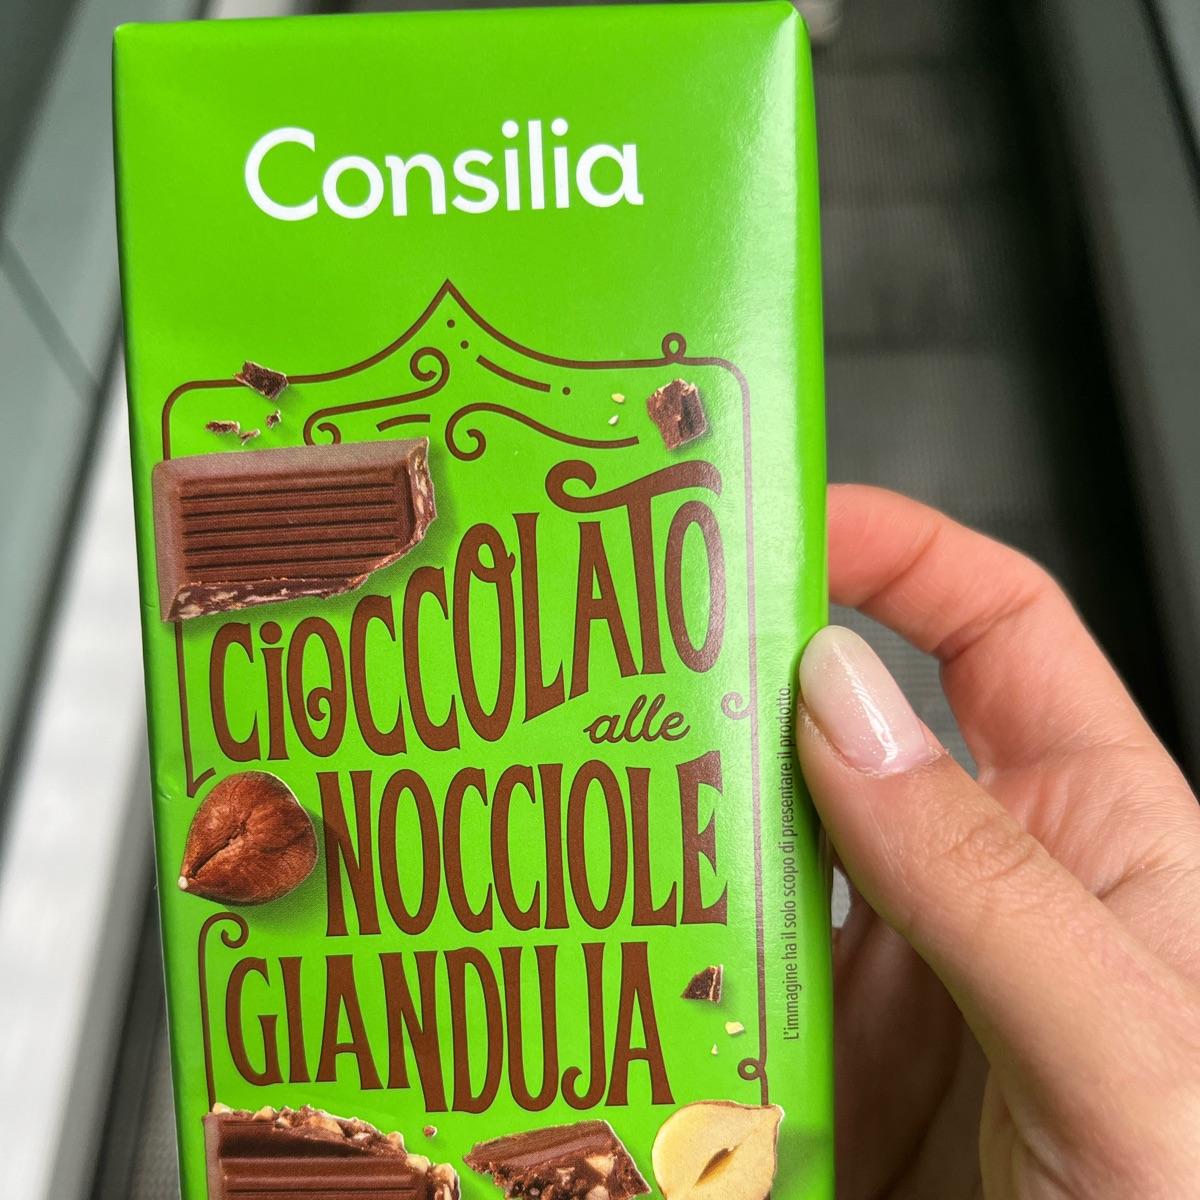 Consilia
CiOCCOLATO
alle
NOCCIOLE
GIANDUJA
L'immagine ha il solo scopo di presentare il prodotto.